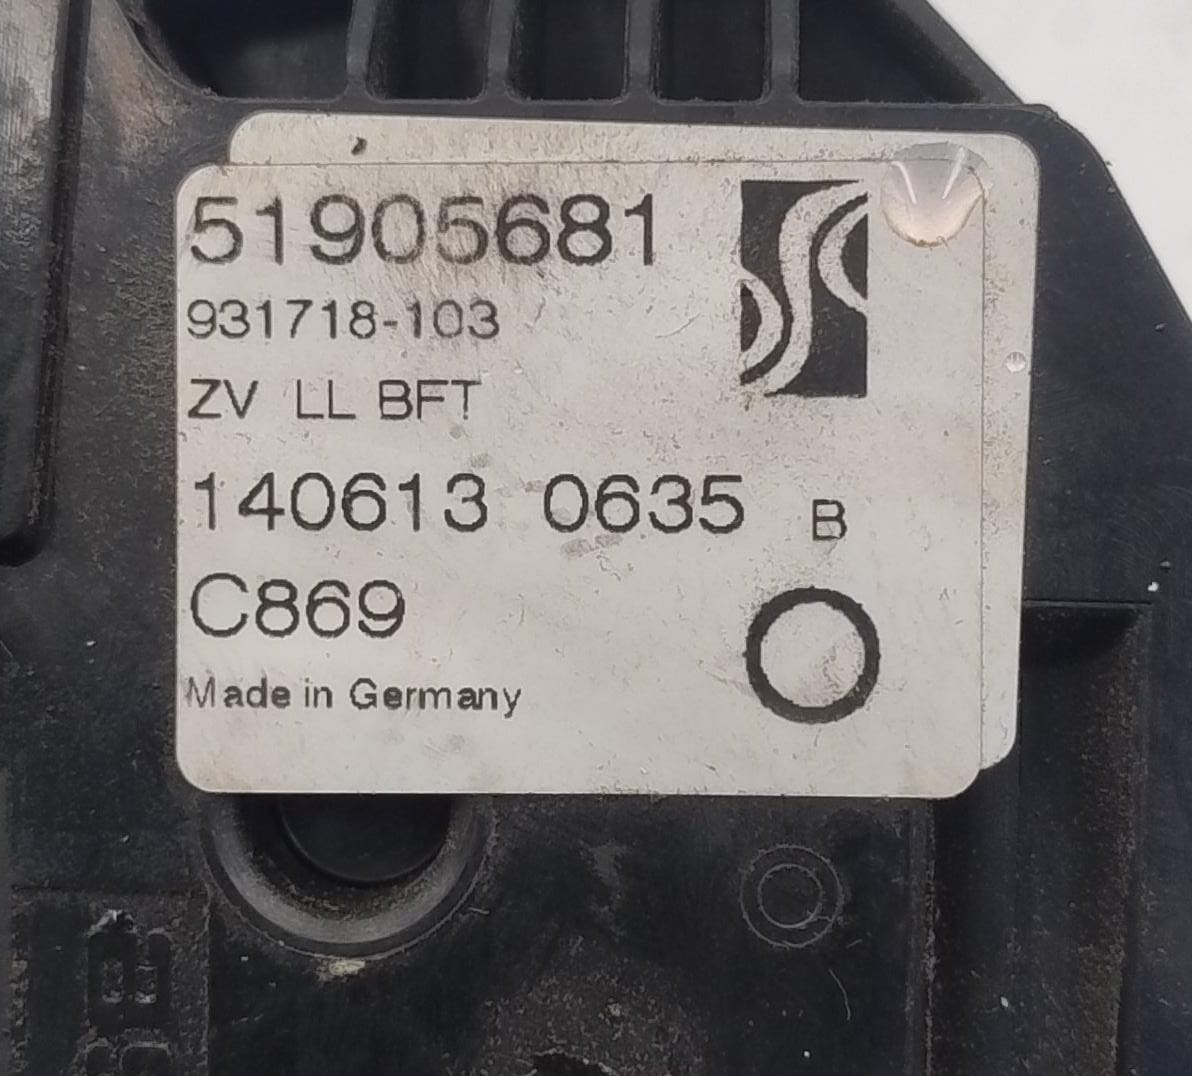 51905681
931718-103
ZV LL BFT
140613 0635 B
C869
Made in Germany